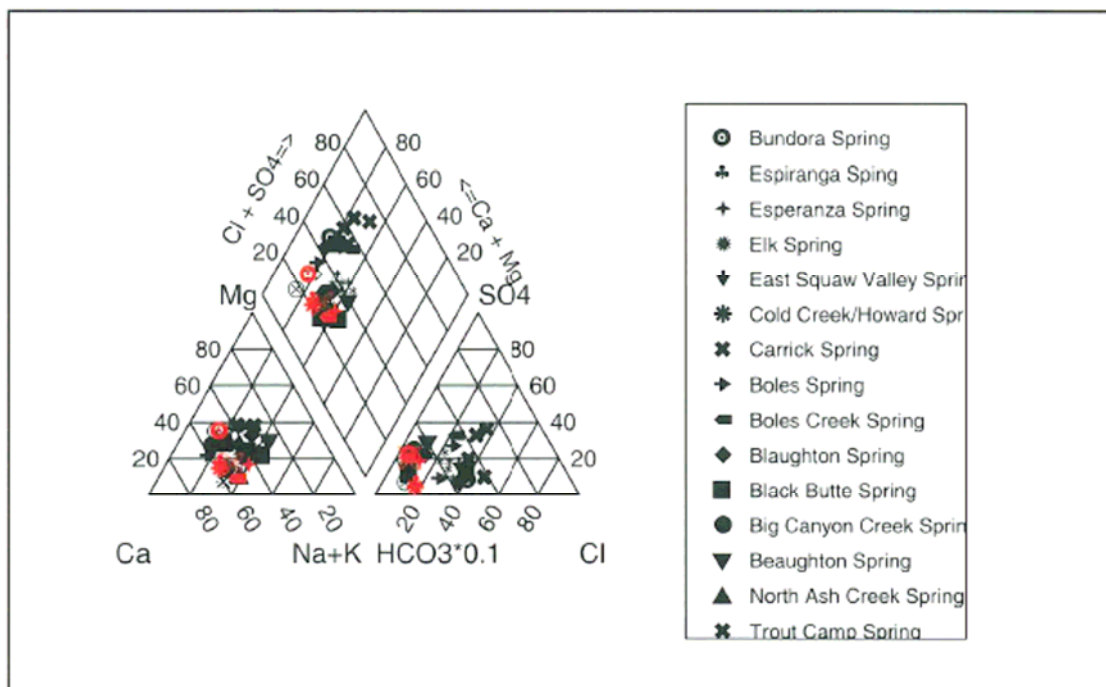 80
80
60
60
40
40
20
20
Cl + SO4=>
<=Ca + Mg
Mg
SO4
80
80
60
60
40
40
20
20
80
60
40
20
20
40
60
80
Ca
Na+K
HCO3*0.1
Cl
Bundora Spring
Espiranga Sping
Esperanza Spring
Elk Spring
East Squaw Valley Sprin
Cold Creek/Howard Spr
Carrick Spring
Boles Spring
Boles Creek Spring
Blaughton Spring
Black Butte Spring
Big Canyon Creek Sprin
Beaughton Spring
North Ash Creek Spring
Trout Camp Spring